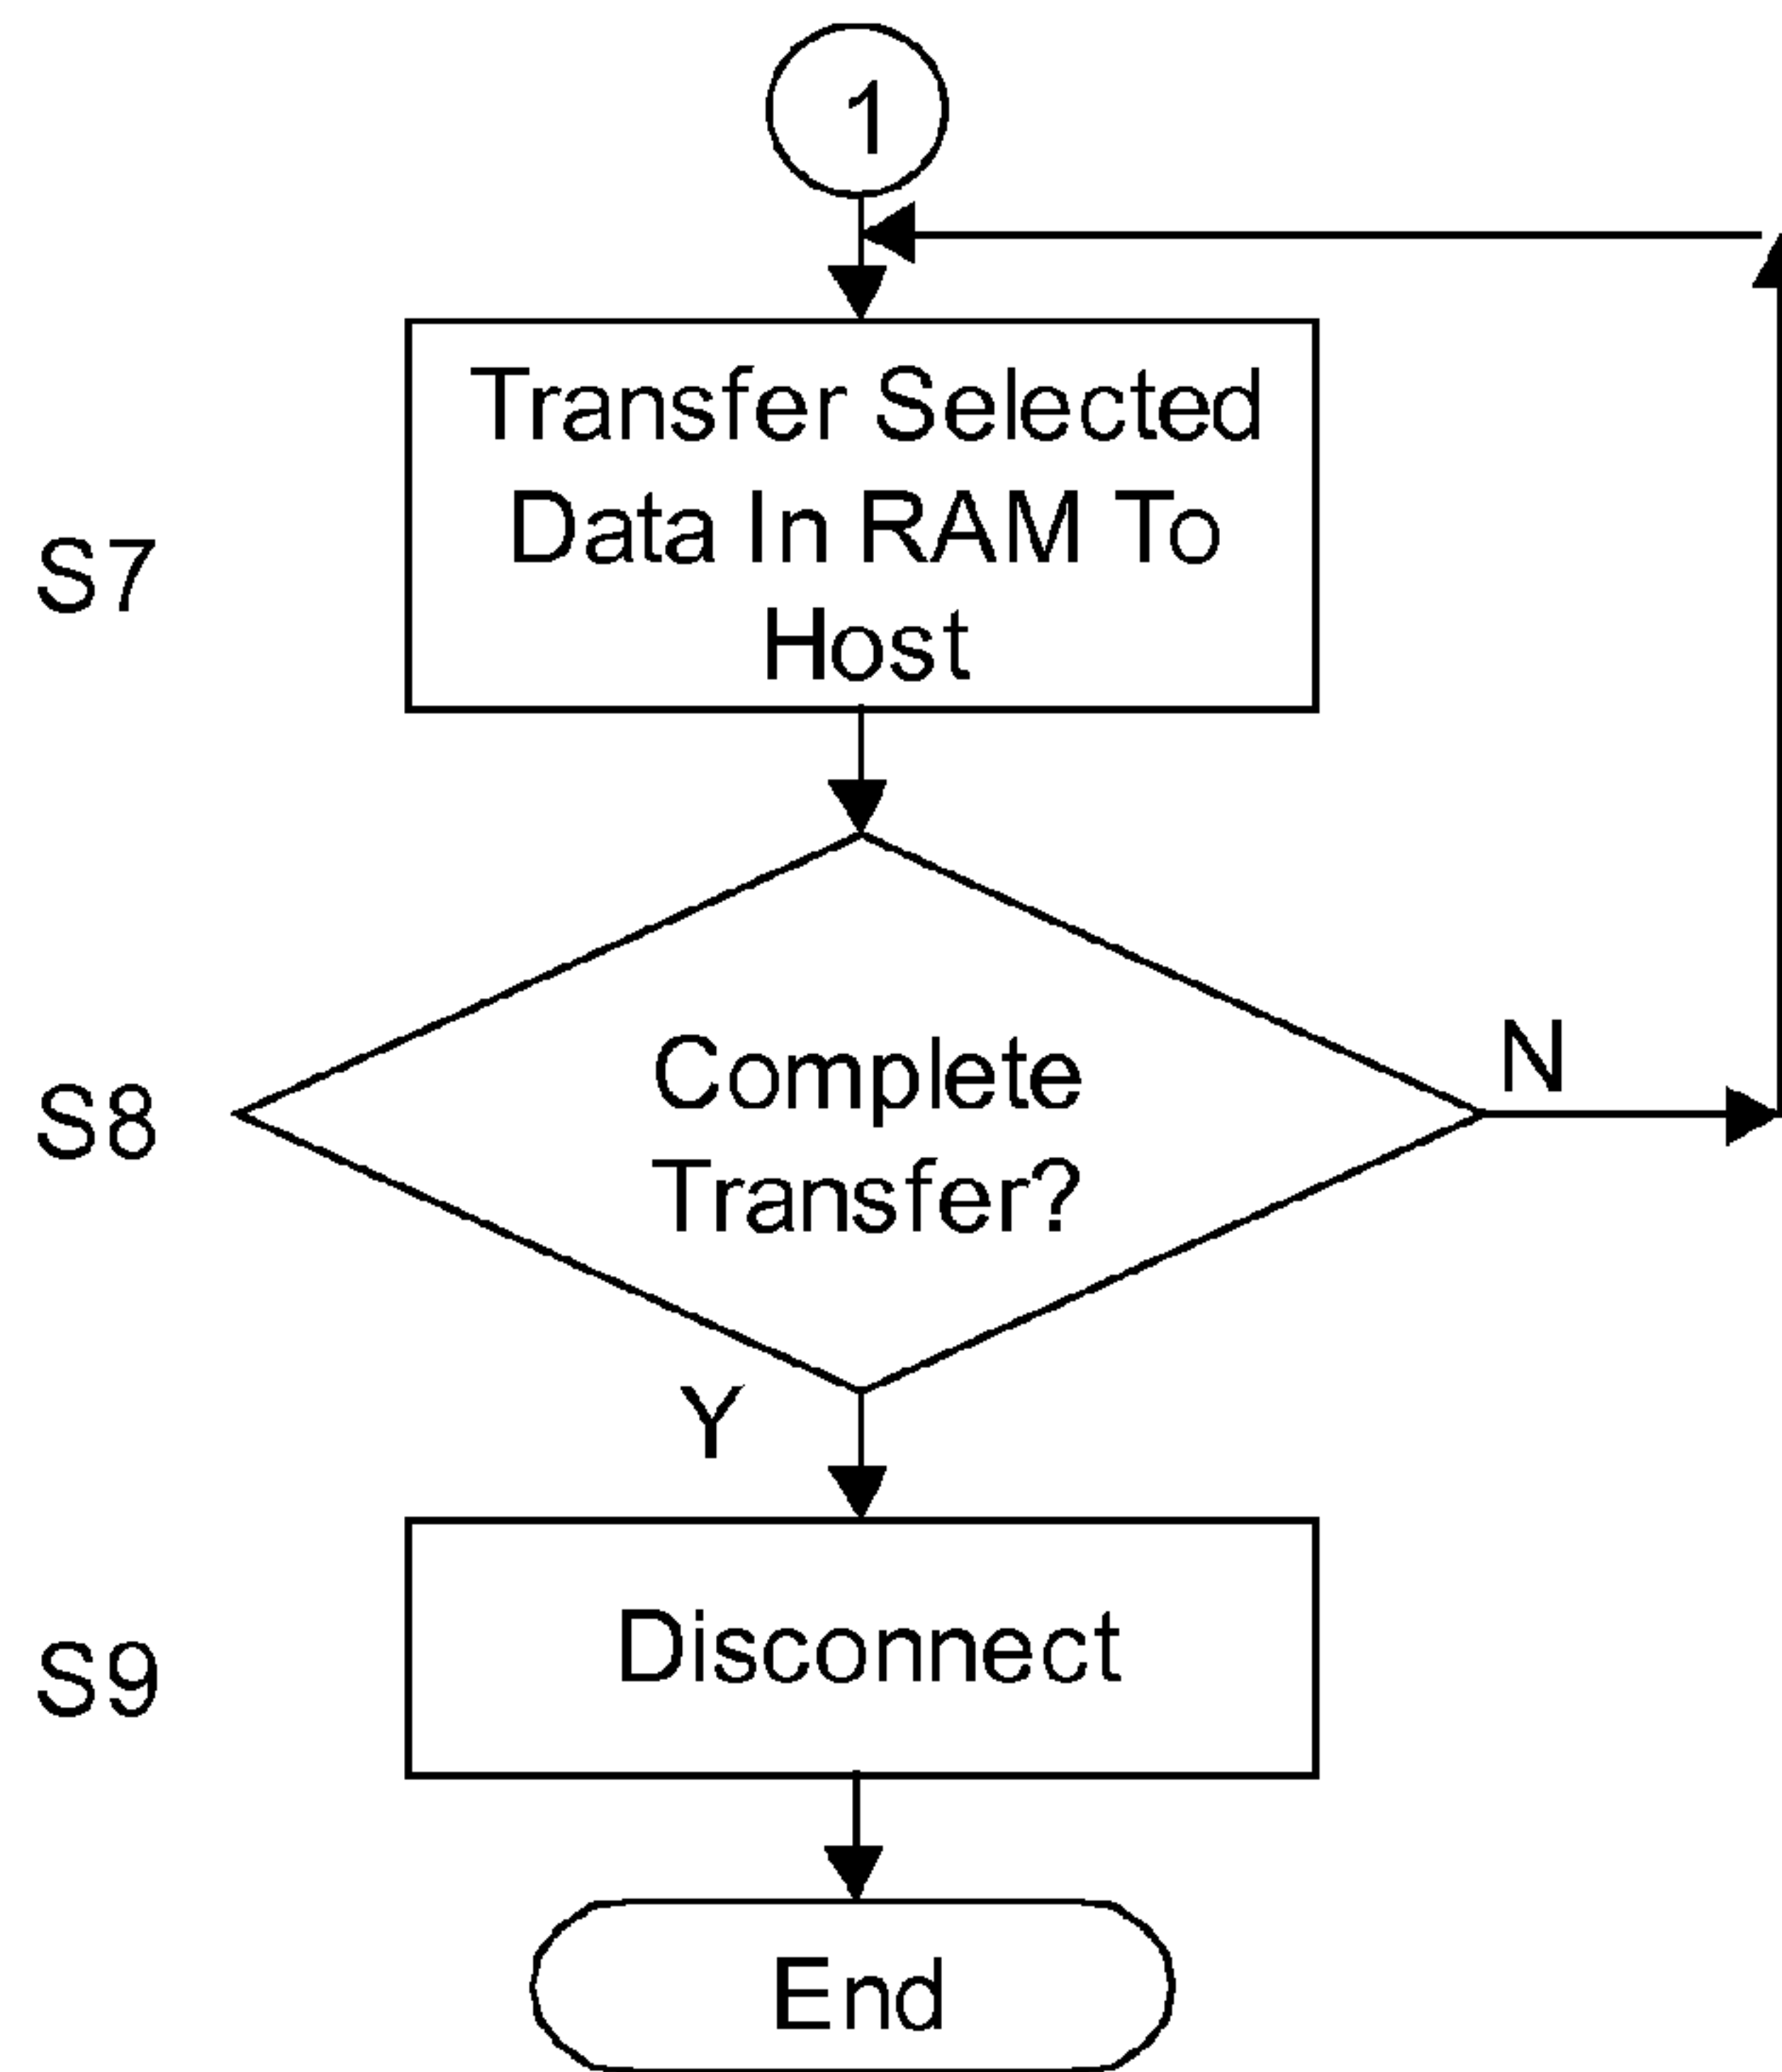 1
Transfer Selected
Data In RAM To
Host
S7
Complete
Transfer?
N
S8
Y
Disconnect
S9
End